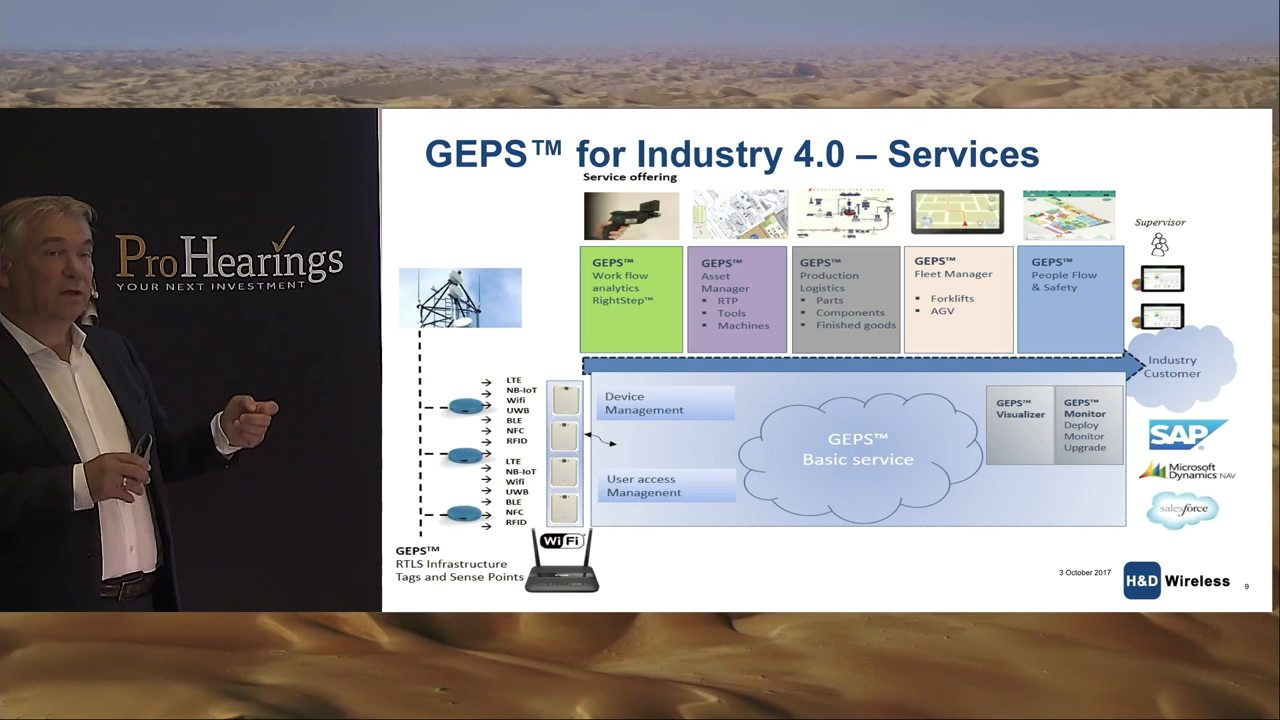 ProHearings
YOUR NEXT INVESTMENT
GEPS™ for Industry 4.0 – Services
Service offering
Supervisor
GEPS™
Work flow
analytics
RightStep™
GEPS™
Asset
Manager
▪ RTP
▪ Tools
▪ Machines
GEPS™
Production
Logistics
▪ Parts
▪ Components
▪ Finished goods
GEPS™
Fleet Manager
▪ Forklifts
▪ AGV
GEPS™
People Flow
& Safety
Industry
Customer
LTE
NB-IoT
Wifi
UWB
BLE
NFC
RFID
LTE
NB-IoT
Wifi
UWB
BLE
NFC
RFID
Device
Management
User access
Manegement
GEPS™
Basic service
GEPS™
Visualizer
GEPS™
Monitor
Deploy
Monitor
Upgrade
SAP
Microsoft
Dynamics NAV
salesforce
GEPS™
RTLS Infrastructure
Tags and Sense Points
WiFi
3 October 2017
H&D Wireless
9